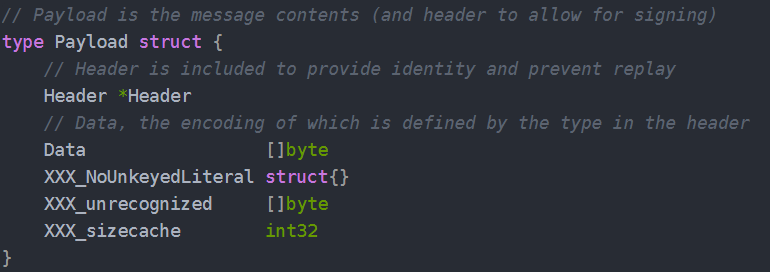 // Payload is the message contents (and header to allow for signing)
type Payload struct {
    // Header is included to provide identity and prevent replay
    Header *Header
    // Data, the encoding of which is defined by the type in the header
    Data                 []byte
    XXX_NoUnkeyedLiteral struct{}
    XXX_unrecognized     []byte
    XXX_sizecache        int32
}